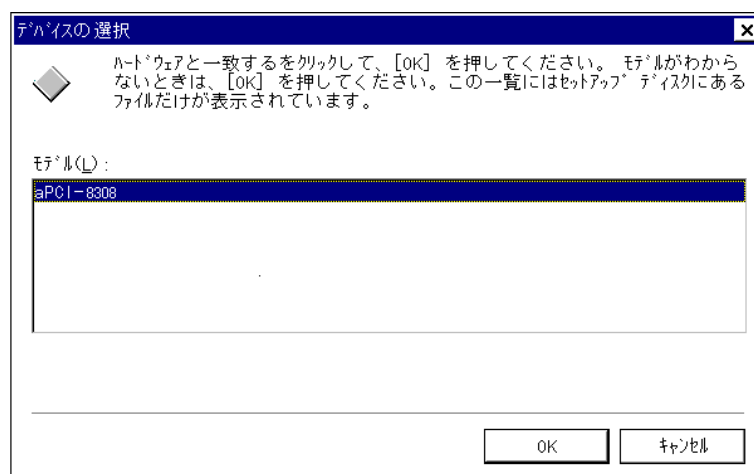 ﾃﾞﾊﾞｲｽの選択
ﾊｰﾄﾞｳｪｱと一致するをｸﾘｯｸして、[OK] を押してください。 ﾓﾃﾞﾙがわから
ないときは、[OK] を押してください。この一覧にはｾｯﾄｱｯﾌﾟ ﾃﾞｨｽｸにある
ﾌｧｲﾙだけが表示されています。
ﾓﾃﾞﾙ(L) :
aPCI-8308
OK
ｷｬﾝｾﾙ